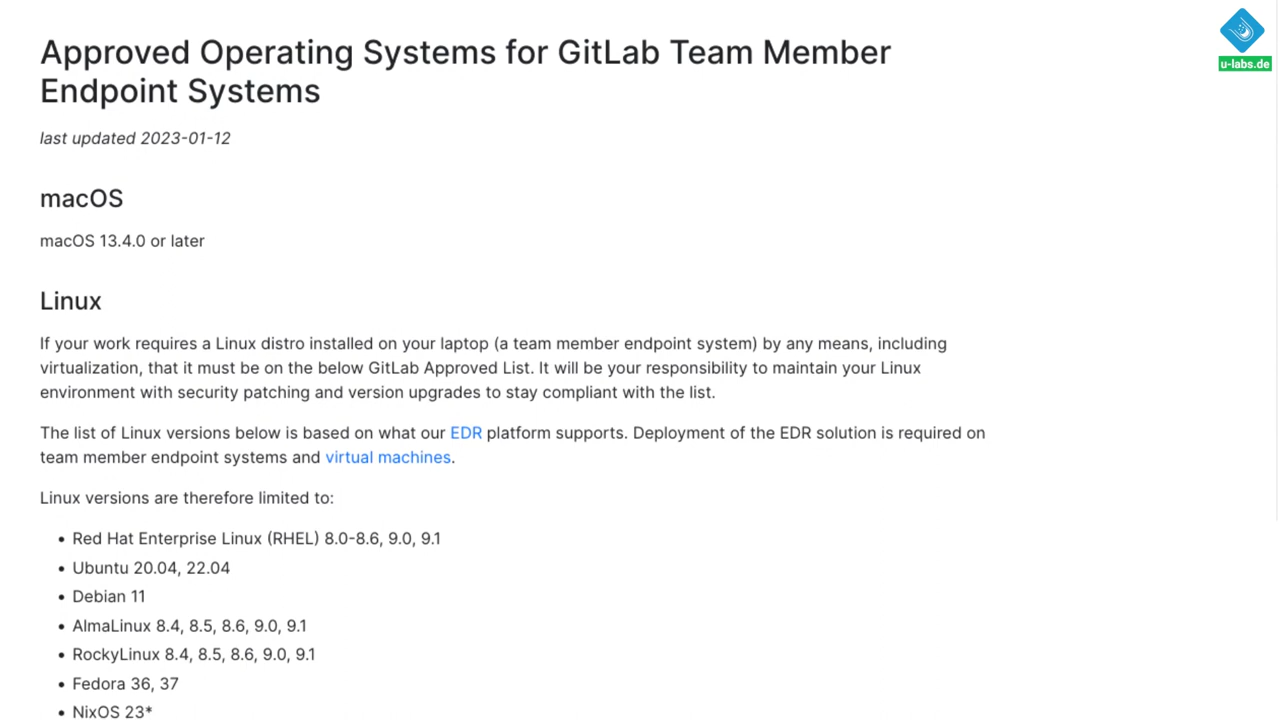 Approved Operating Systems for GitLab Team Member
Endpoint Systems
u-labs.de
last updated 2023-01-12
macOS
macOS 13.4.0 or later
Linux
If your work requires a Linux distro installed on your laptop (a team member endpoint system) by any means, including
virtualization, that it must be on the below GitLab Approved List. It will be your responsibility to maintain your Linux
environment with security patching and version upgrades to stay compliant with the list.
The list of Linux versions below is based on what our EDR platform supports. Deployment of the EDR solution is required on
team member endpoint systems and virtual machines.
Linux versions are therefore limited to:
• Red Hat Enterprise Linux (RHEL) 8.0-8.6, 9.0, 9.1
• Ubuntu 20.04, 22.04
• Debian 11
• AlmaLinux 8.4, 8.5, 8.6, 9.0, 9.1
• RockyLinux 8.4, 8.5, 8.6, 9.0, 9.1
• Fedora 36, 37
• NixOS 23*